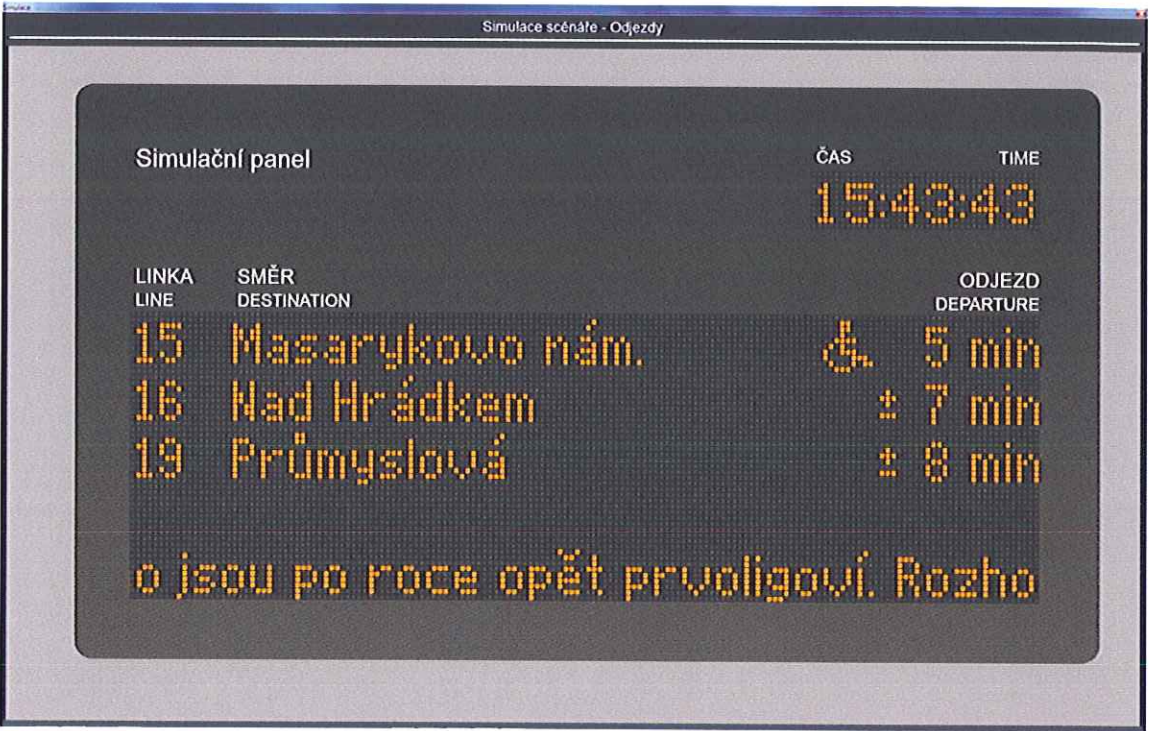 Simulace
Simulace scénáře - Odjezdy
Simulační panel
ČAS TIME
15:43:43
LINKA SMĚR ODJEZD
LINE DESTINATION DEPARTURE
15 Masarykovo nám. ♿ 5 min
16 Nad Hrádkem ± 7 min
19 Průmyslová ± 8 min
o jsou po roce opět prvoligoví. Rozho